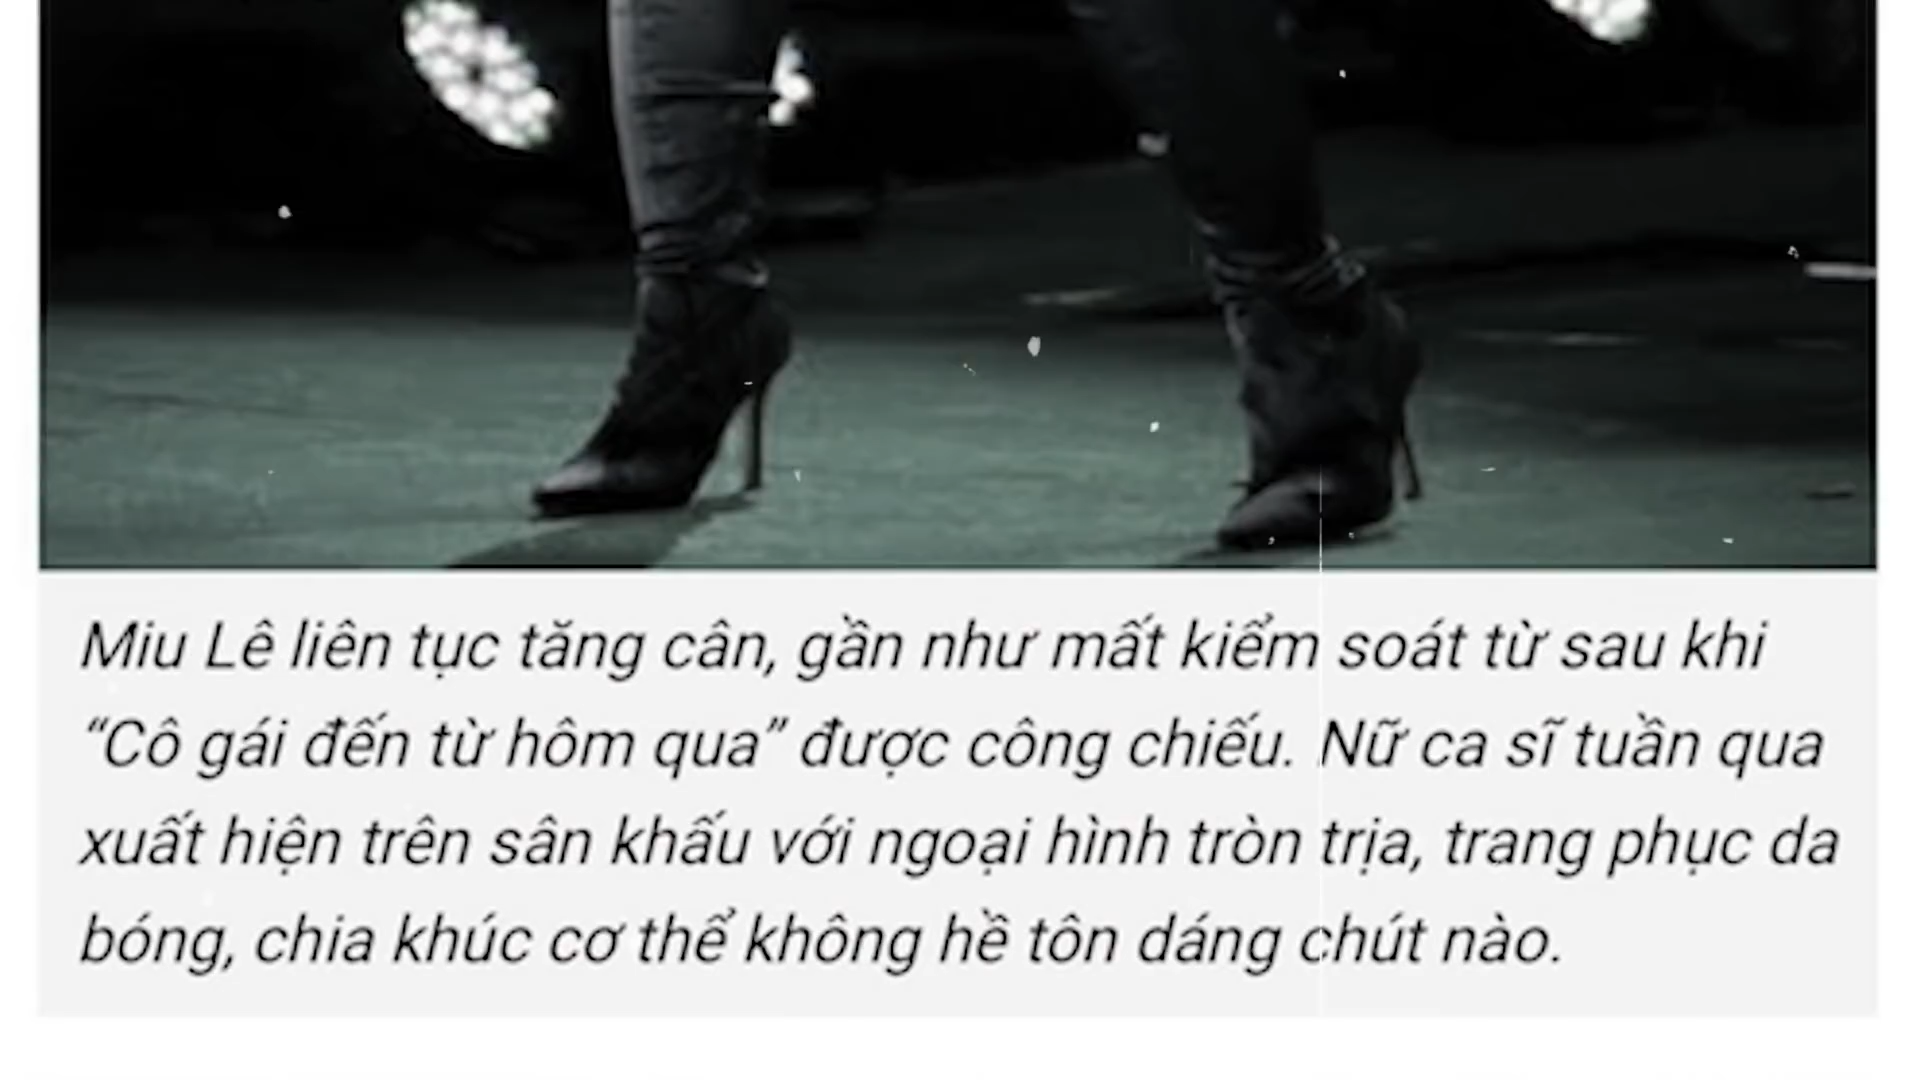 Miu Lê liên tục tăng cân, gần như mất kiểm soát từ sau khi
“Cô gái đến từ hôm qua” được công chiếu. Nữ ca sĩ tuần qua
xuất hiện trên sân khấu với ngoại hình tròn trịa, trang phục da
bóng, chia khúc cơ thể không hề tôn dáng chút nào.